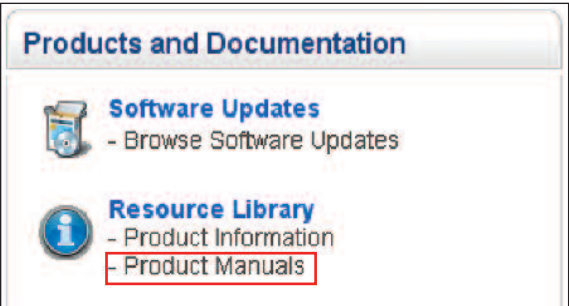 Products and Documentation
Software Updates
- Browse Software Updates
Resource Library
- Product Information
- Product Manuals